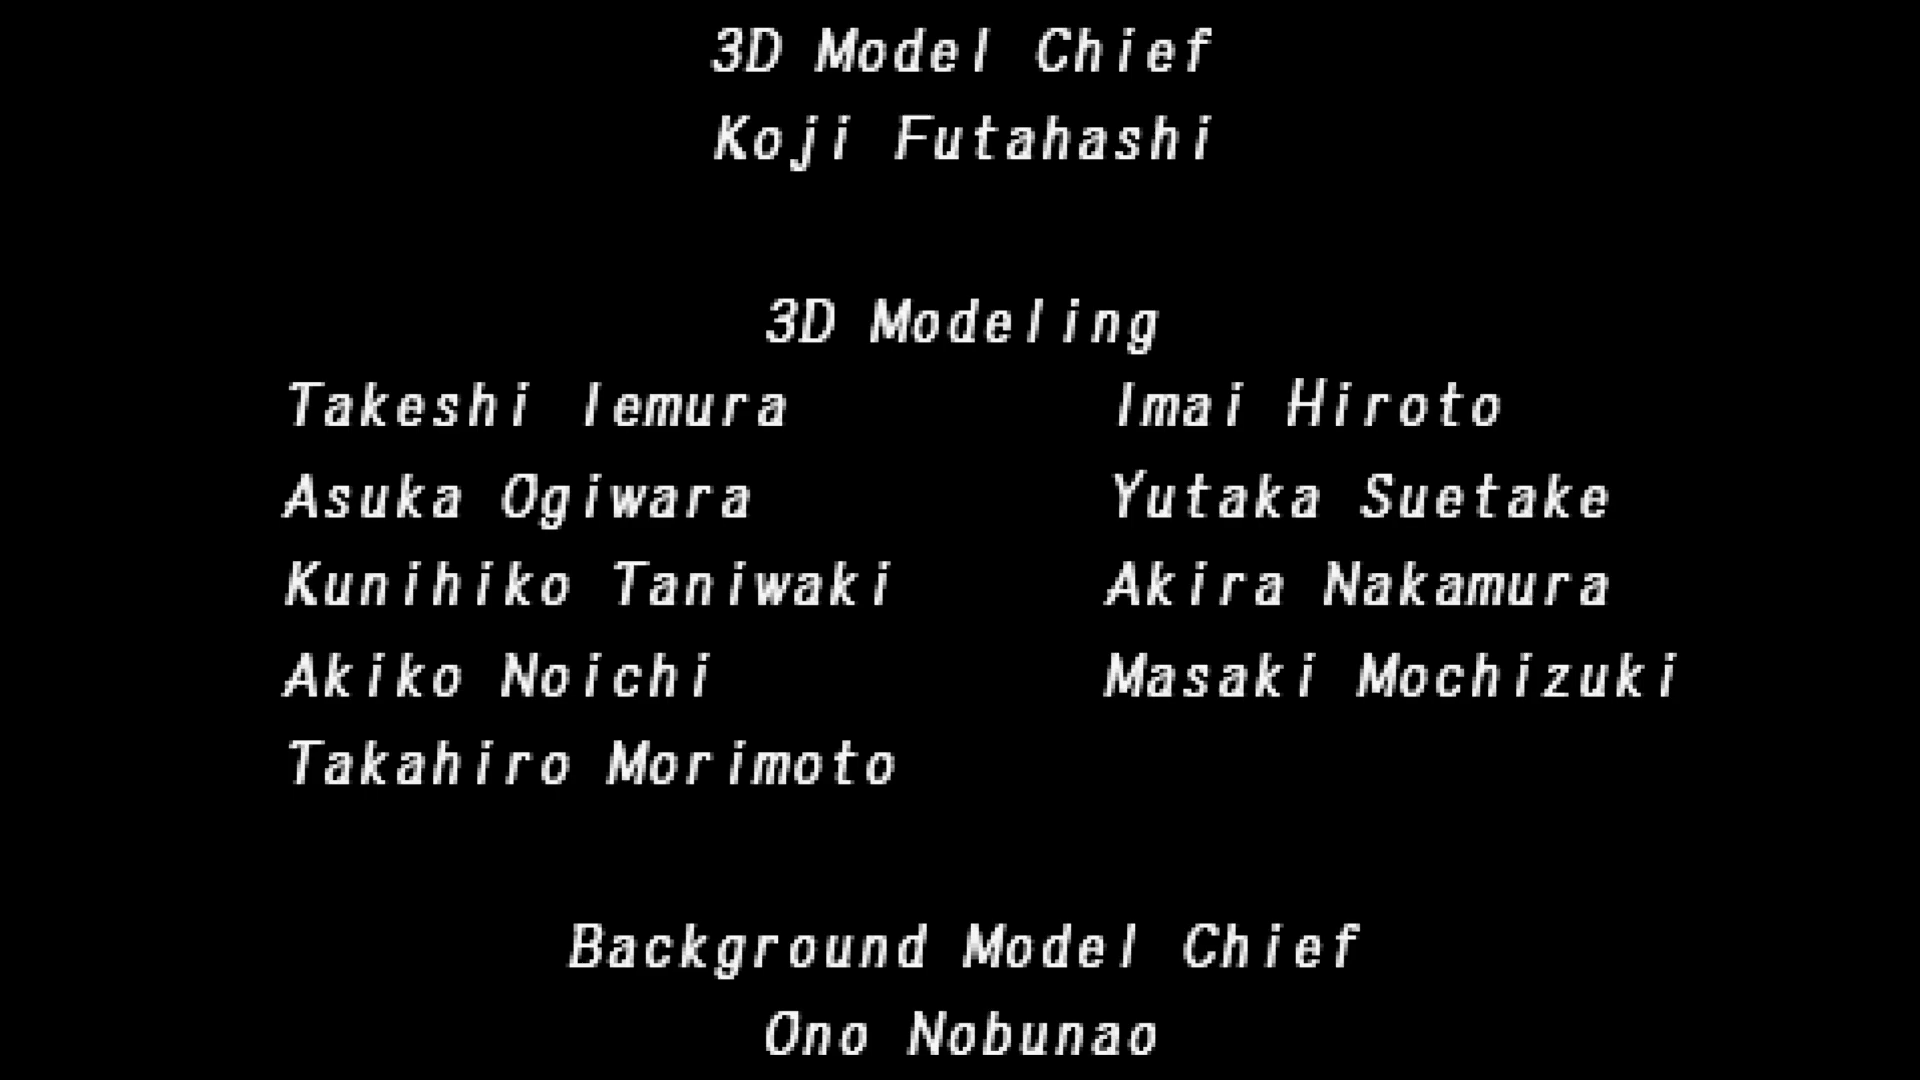 3D Model Chief
Koji Futahashi
3D Modeling
Takeshi Iemura Imai Hiroto
Asuka Ogiwara Yutaka Suetake
Kunihiko Taniwaki Akira Nakamura
Akiko Noichi Masaki Mochizuki
Takahiro Morimoto
Background Model Chief
Ono Nobunao